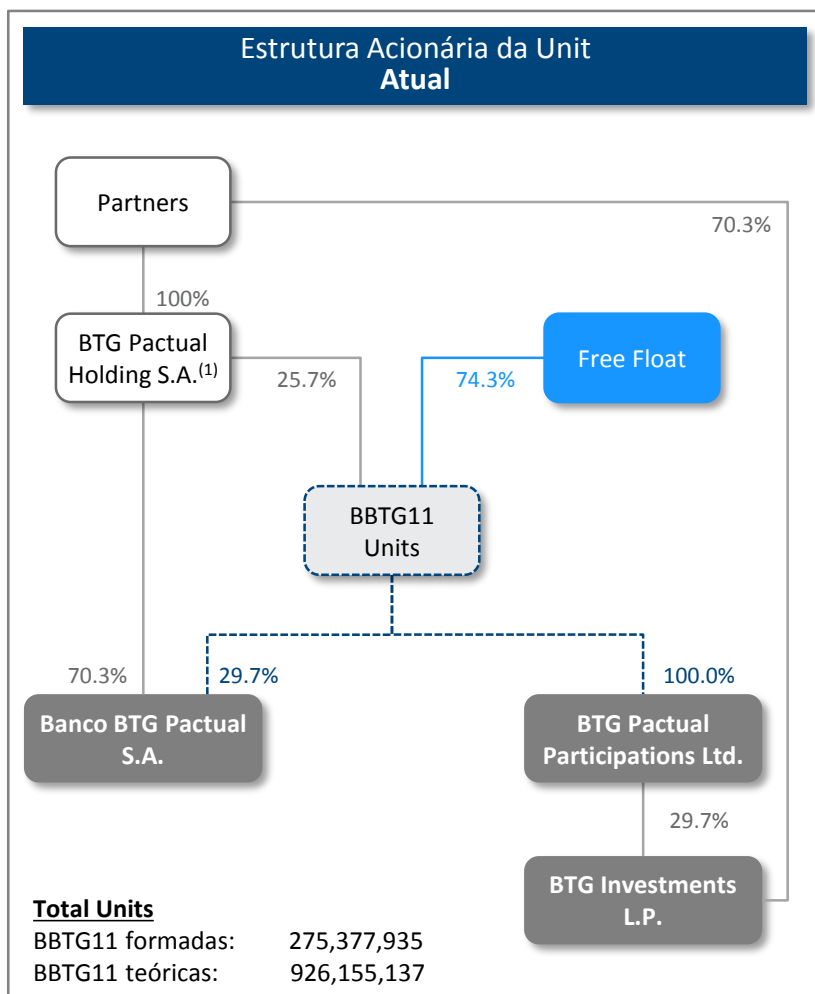 Estrutura Acionária da Unit
Atual
Partners
70.3%
100%
BTG Pactual
Holding S.A.(1)
25.7%
74.3%
Free Float
BBTG11
Units
70.3%
29.7%
100.0%
Banco BTG Pactual
S.A.
BTG Pactual
Participations Ltd.
29.7%
BTG Investments
L.P.
Total Units
BBTG11 formadas: 275,377,935
BBTG11 teóricas: 926,155,137